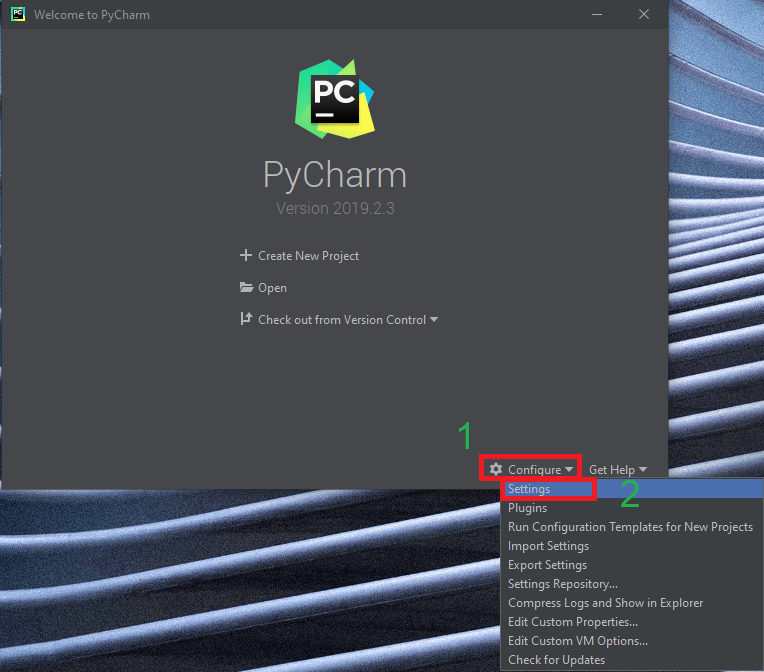 PC
Welcome to PyCharm
PC
PyCharm
Version 2019.2.3
Create New Project
Open
Check out from Version Control
1
Configure
Get Help
Settings
2
Plugins
Run Configuration Templates for New Projects
Import Settings
Export Settings
Settings Repository...
Compress Logs and Show in Explorer
Edit Custom Properties...
Edit Custom VM Options...
Check for Updates